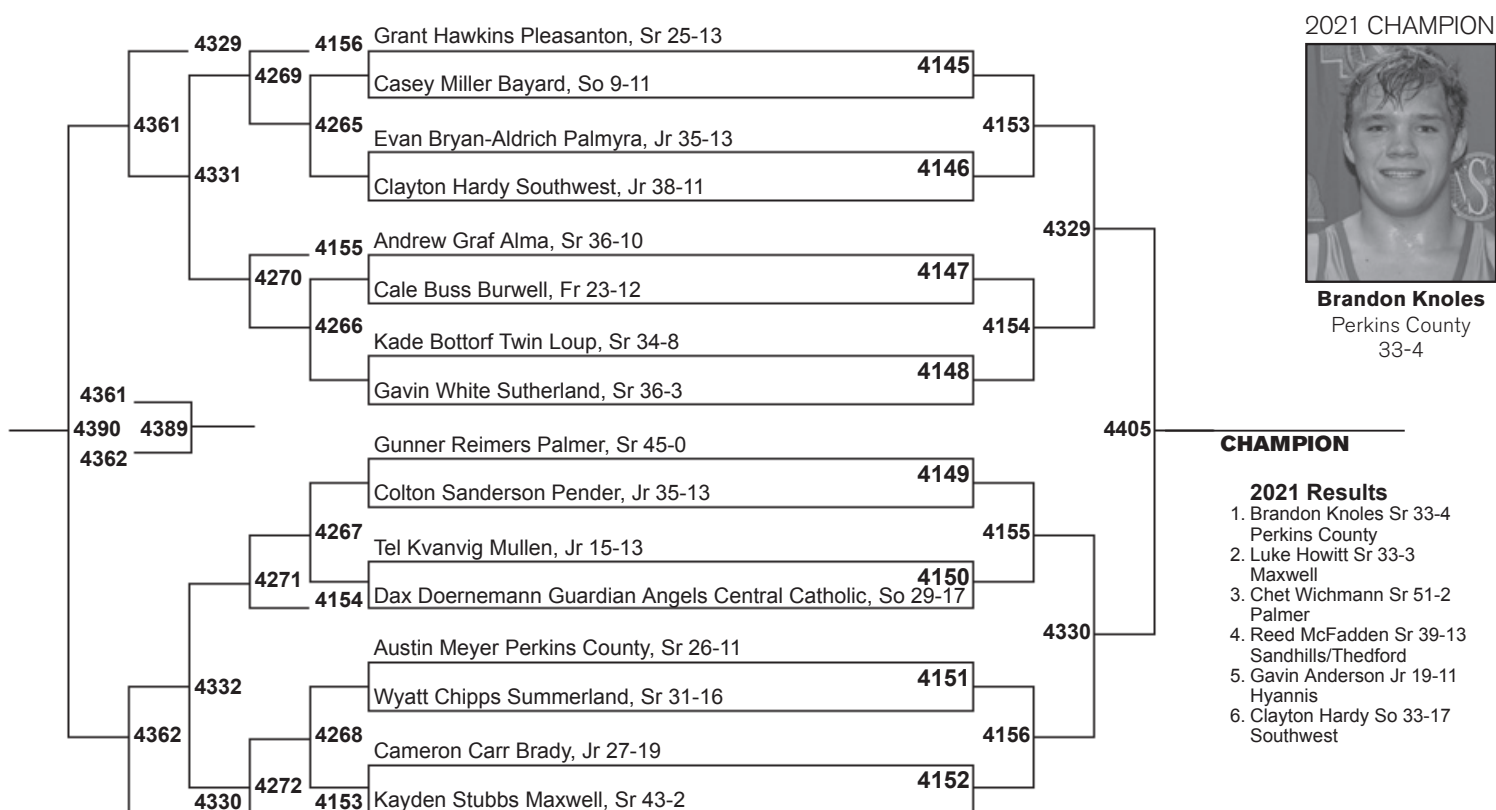 4329
4156
Grant Hawkins Pleasanton, Sr 25-13
4145
4269
Casey Miller Bayard, So 9-11
4361
4265
4153
Evan Bryan-Aldrich Palmyra, Jr 35-13
4146
4331
Clayton Hardy Southwest, Jr 38-11
4155
Andrew Graf Alma, Sr 36-10
4329
4147
4270
Cale Buss Burwell, Fr 23-12
4266
4154
Kade Bottorf Twin Loup, Sr 34-8
4148
Gavin White Sutherland, Sr 36-3
4361
4390
4389
4362
4405
Gunner Reimers Palmer, Sr 45-0
4149
Colton Sanderson Pender, Jr 35-13
4267
4155
Tel Kvanvig Mullen, Jr 15-13
4150
4271
4154
Dax Doernemann Guardian Angels Central Catholic, So 29-17
4330
Austin Meyer Perkins County, Sr 26-11
4151
4332
Wyatt Chipps Summerland, Sr 31-16
4362
4268
4156
Cameron Carr Brady, Jr 27-19
4152
4272
4330
4153
Kayden Stubbs Maxwell, Sr 43-2
2021 CHAMPION
S
Brandon Knoles
Perkins County
33-4
CHAMPION
2021 Results
1. Brandon Knoles Sr 33-4
Perkins County
2. Luke Howitt Sr 33-3
Maxwell
3. Chet Wichmann Sr 51-2
Palmer
4. Reed McFadden Sr 39-13
Sandhills/Thedford
5. Gavin Anderson Jr 19-11
Hyannis
6. Clayton Hardy So 33-17
Southwest